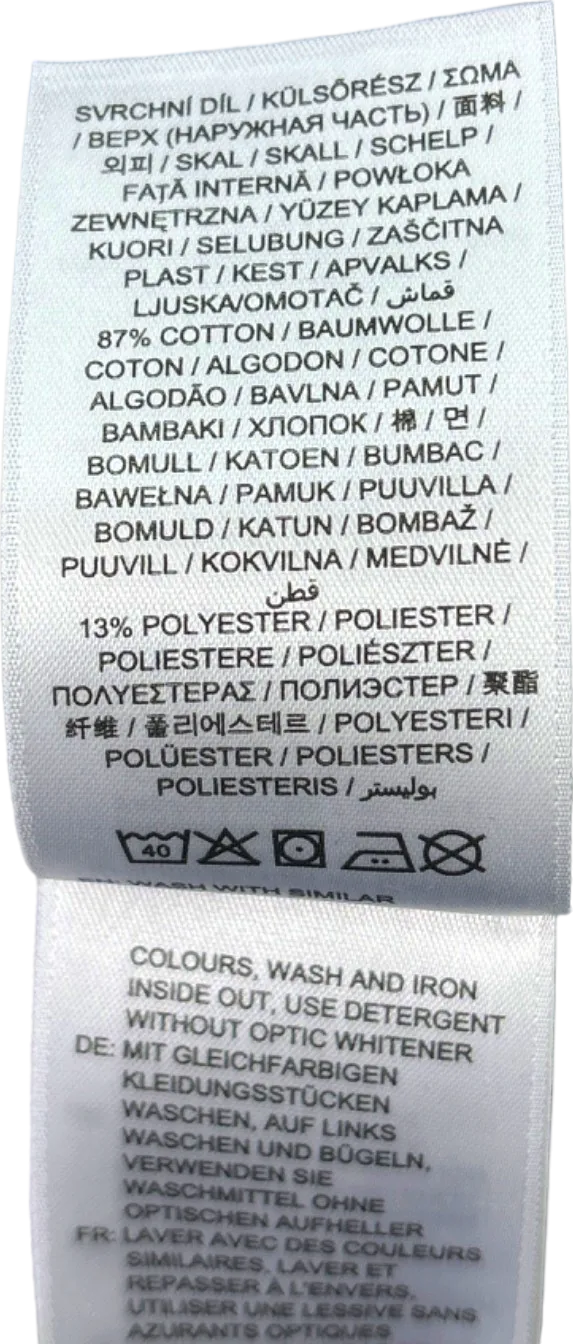 SVRCHNÍ DÍL / KÜLSŐRÉSZ / ΣΩΜΑ
/ ВЕРХ (НАРУЖНАЯ ЧАСТЬ) / 面料 /
외피 / SKAL / SKALL / SCHELP /
FAȚĂ INTERNĂ / POWŁOKA
ZEWNĘTRZNA / YÜZEY KAPLAMA /
KUORI / SELUBUNG / ZAŠČITNA
PLAST / KEST / APVALKS /
LJUSKA/OMOTAČ / قماش
87% COTTON / BAUMWOLLE /
COTON / ALGODON / COTONE /
ALGODÃO / BAVLNA / PAMUT /
BAMBAKI / ХЛОПОК / 棉 / 면 /
BOMULL / KATOEN / BUMBAC /
BAWEŁNA / PAMUK / PUUVILLA /
BOMULD / KATUN / BOMBAŽ /
PUUVILL / KOKVILNA / MEDVILNĖ /
قطن
13% POLYESTER / POLIESTER /
POLIESTERE / POLIÉSZTER /
ΠΟΛΥΕΣΤΕΡΑΣ / ПОЛИЭСТЕР / 聚酯
纤维 / 폴리에스테르 / POLYESTERI /
POLÜESTER / POLIESTERS /
POLIESTERIS / بوليستر
40
EN: WASH WITH SIMILAR
COLOURS, WASH AND IRON
INSIDE OUT, USE DETERGENT
WITHOUT OPTIC WHITENER
DE: MIT GLEICHFARBIGEN
KLEIDUNGSSTÜCKEN
WASCHEN, AUF LINKS
WASCHEN UND BÜGELN,
VERWENDEN SIE
WASCHMITTEL OHNE
OPTISCHEN AUFHELLER
FR: LAVER AVEC DES COULEURS
SIMILAIRES, LAVER ET
REPASSER À L'ENVERS,
UTILISER UNE LESSIVE SANS
AZURANTS OPTIQUES